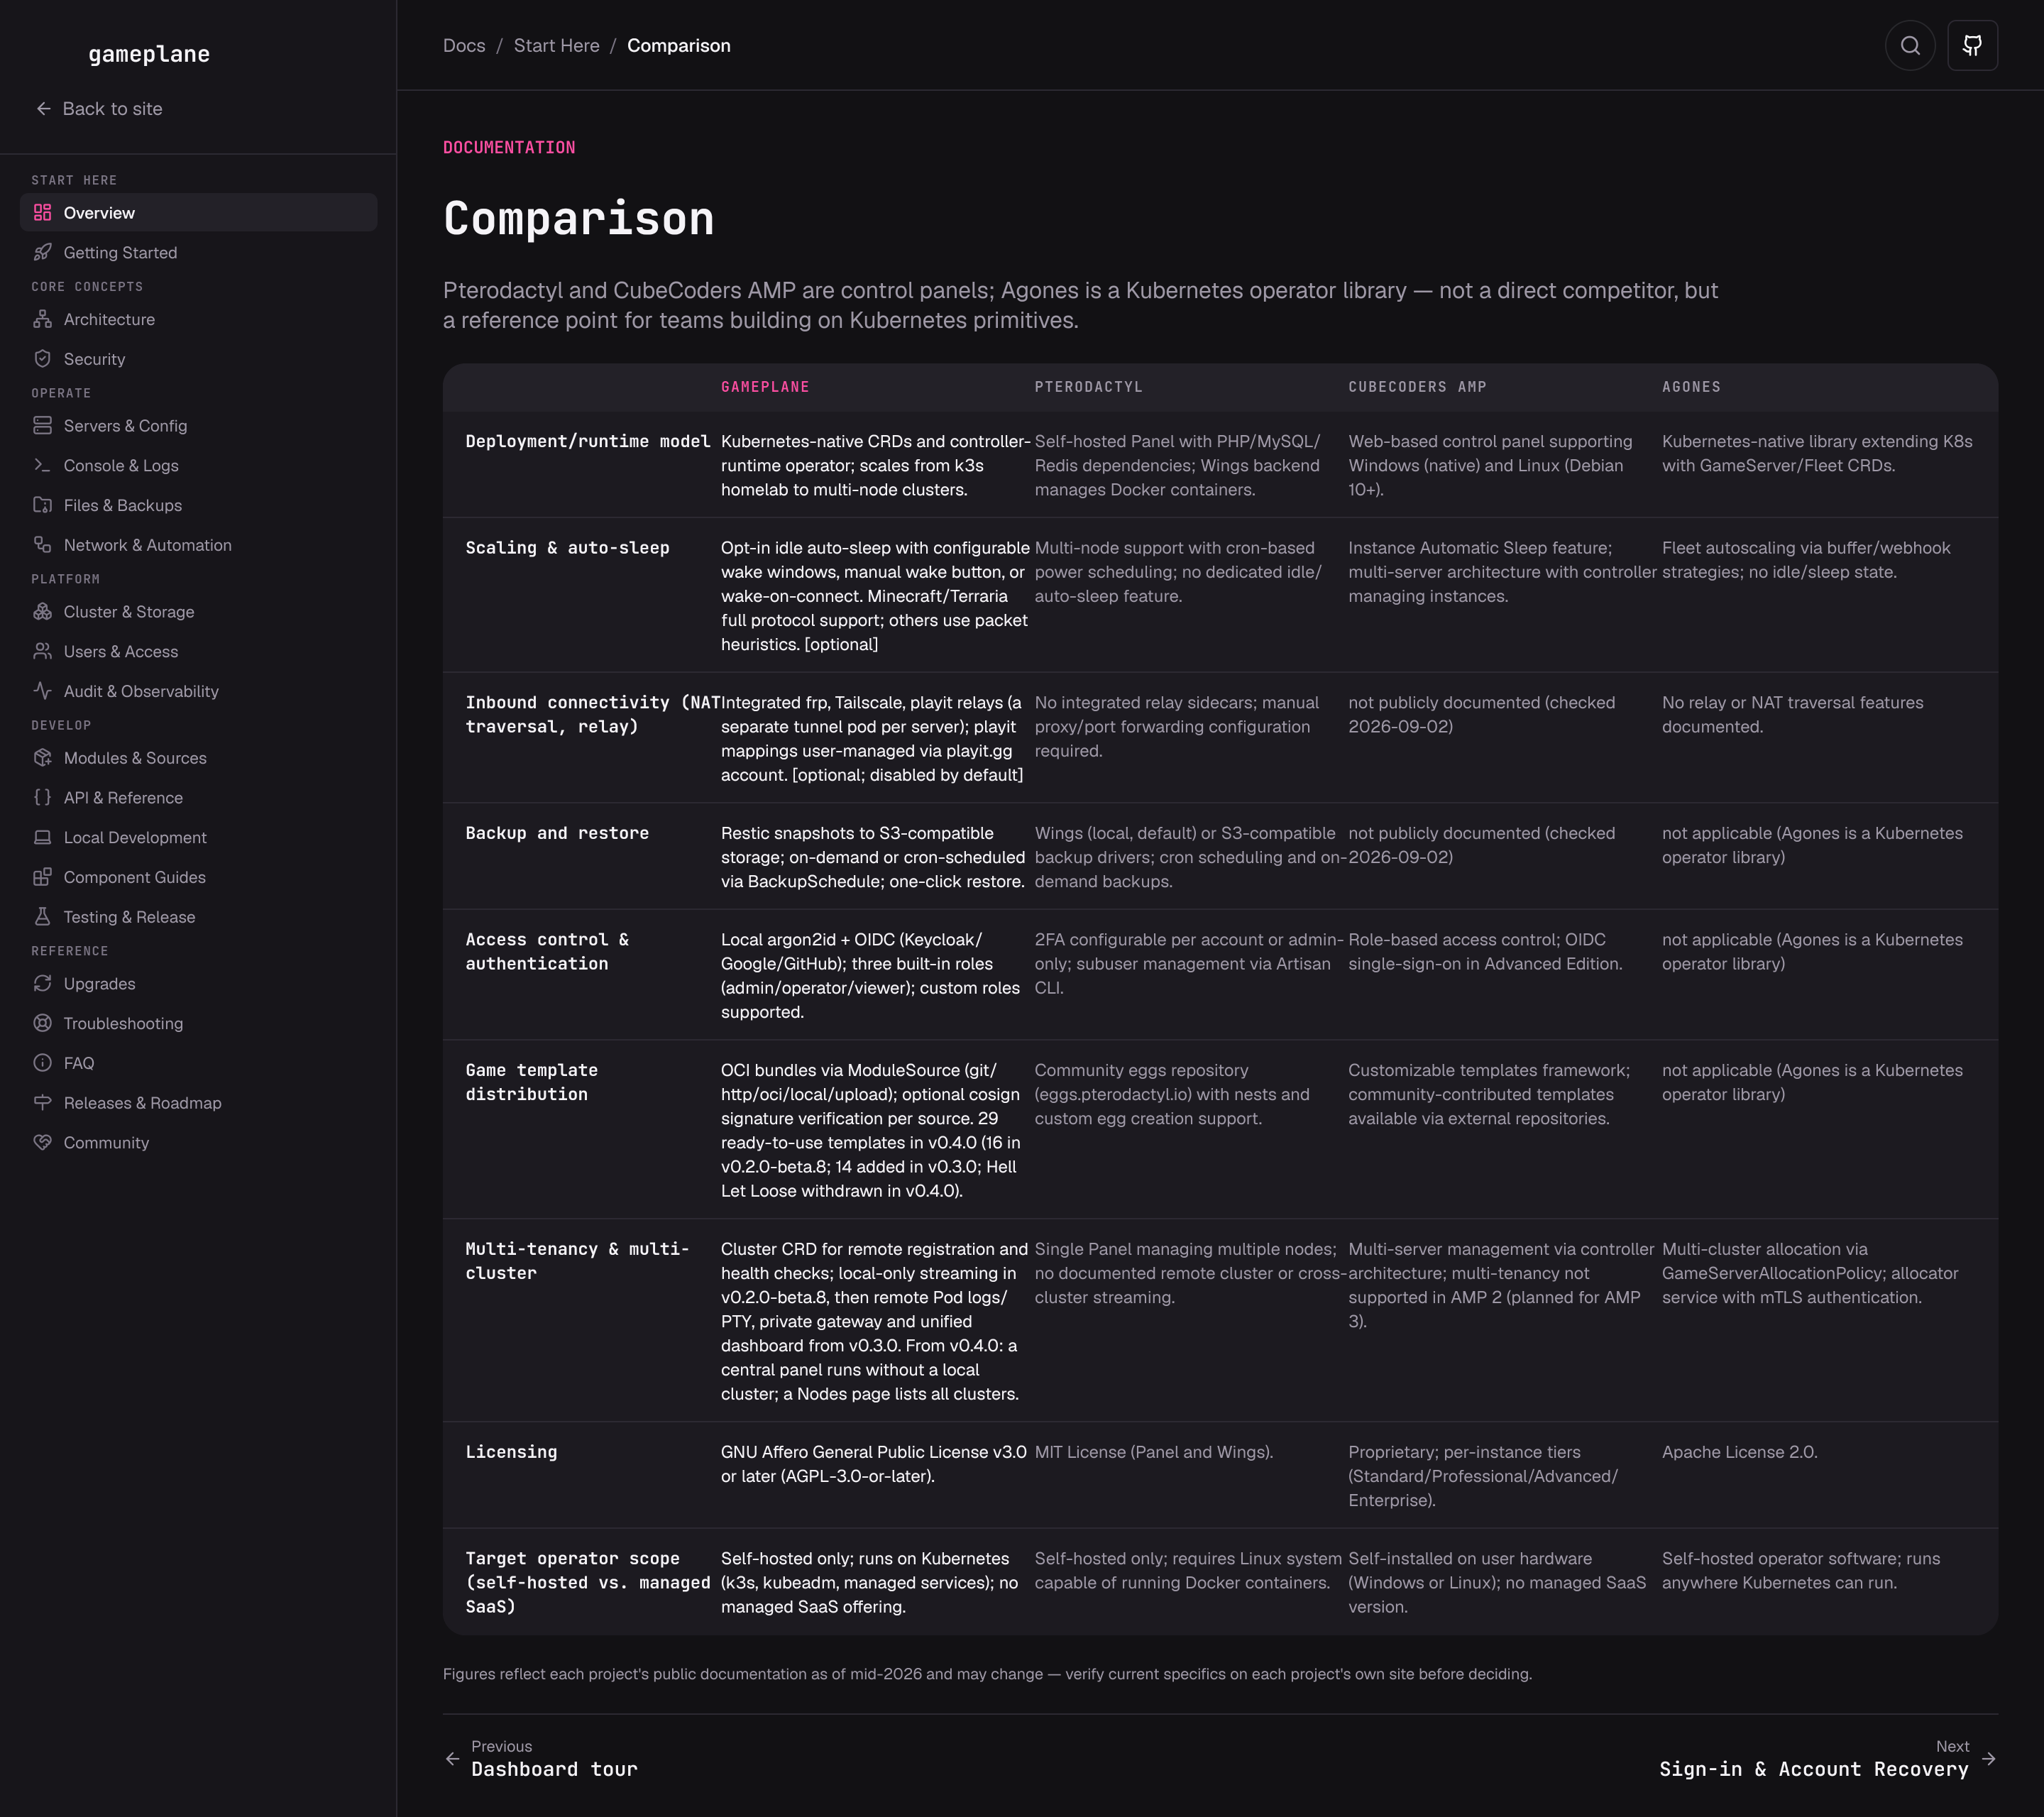 gameplane
Back to site
START HERE
Overview
Getting Started
CORE CONCEPTS
Architecture
Security
OPERATE
Servers & Config
Console & Logs
Files & Backups
Network & Automation
PLATFORM
Cluster & Storage
Users & Access
Audit & Observability
DEVELOP
Modules & Sources
API & Reference
Local Development
Component Guides
Testing & Release
REFERENCE
Upgrades
Troubleshooting
FAQ
Releases & Roadmap
Community
Docs / Start Here / Comparison
DOCUMENTATION
Comparison
Pterodactyl and CubeCoders AMP are control panels; Agones is a Kubernetes operator library — not a direct competitor, but
a reference point for teams building on Kubernetes primitives.
GAMEPLANE
PTERODACTYL
CUBECODERS AMP
AGONES
Deployment/runtime model
Kubernetes-native CRDs and controller-
runtime operator; scales from k3s
homelab to multi-node clusters.
Self-hosted Panel with PHP/MySQL/
Redis dependencies; Wings backend
manages Docker containers.
Web-based control panel supporting
Windows (native) and Linux (Debian
10+).
Kubernetes-native library extending K8s
with GameServer/Fleet CRDs.
Scaling & auto-sleep
Opt-in idle auto-sleep with configurable
wake windows, manual wake button, or
wake-on-connect. Minecraft/Terraria
full protocol support; others use packet
heuristics. [optional]
Multi-node support with cron-based
power scheduling; no dedicated idle/
auto-sleep feature.
Instance Automatic Sleep feature;
multi-server architecture with controller
managing instances.
Fleet autoscaling via buffer/webhook
strategies; no idle/sleep state.
Inbound connectivity (NAT
traversal, relay)
Integrated frp, Tailscale, playit relays (a
separate tunnel pod per server); playit
mappings user-managed via playit.gg
account. [optional; disabled by default]
No integrated relay sidecars; manual
proxy/port forwarding configuration
required.
not publicly documented (checked
2026-09-02)
No relay or NAT traversal features
documented.
Backup and restore
Restic snapshots to S3-compatible
storage; on-demand or cron-scheduled
via BackupSchedule; one-click restore.
Wings (local, default) or S3-compatible
backup drivers; cron scheduling and on-
demand backups.
not publicly documented (checked
2026-09-02)
not applicable (Agones is a Kubernetes
operator library)
Access control &
authentication
Local argon2id + OIDC (Keycloak/
Google/GitHub); three built-in roles
(admin/operator/viewer); custom roles
supported.
2FA configurable per account or admin-
only; subuser management via Artisan
CLI.
Role-based access control; OIDC
single-sign-on in Advanced Edition.
not applicable (Agones is a Kubernetes
operator library)
Game template
distribution
OCI bundles via ModuleSource (git/
http/oci/local/upload); optional cosign
signature verification per source. 29
ready-to-use templates in v0.4.0 (16 in
v0.2.0-beta.8; 14 added in v0.3.0; Hell
Let Loose withdrawn in v0.4.0).
Community eggs repository
(eggs.pterodactyl.io) with nests and
custom egg creation support.
Customizable templates framework;
community-contributed templates
available via external repositories.
not applicable (Agones is a Kubernetes
operator library)
Multi-tenancy & multi-
cluster
Cluster CRD for remote registration and
health checks; local-only streaming in
v0.2.0-beta.8, then remote Pod logs/
PTY, private gateway and unified
dashboard from v0.3.0. From v0.4.0: a
central panel runs without a local
cluster; a Nodes page lists all clusters.
Single Panel managing multiple nodes;
no documented remote cluster or cross-
cluster streaming.
Multi-server management via controller
architecture; multi-tenancy not
supported in AMP 2 (planned for AMP
3).
Multi-cluster allocation via
GameServerAllocationPolicy; allocator
service with mTLS authentication.
Licensing
GNU Affero General Public License v3.0
or later (AGPL-3.0-or-later).
MIT License (Panel and Wings).
Proprietary; per-instance tiers
(Standard/Professional/Advanced/
Enterprise).
Apache License 2.0.
Target operator scope
(self-hosted vs. managed
SaaS)
Self-hosted only; runs on Kubernetes
(k3s, kubeadm, managed services); no
managed SaaS offering.
Self-hosted only; requires Linux system
capable of running Docker containers.
Self-installed on user hardware
(Windows or Linux); no managed SaaS
version.
Self-hosted operator software; runs
anywhere Kubernetes can run.
Figures reflect each project's public documentation as of mid-2026 and may change — verify current specifics on each project's own site before deciding.
Previous
Dashboard tour
Next
Sign-in & Account Recovery